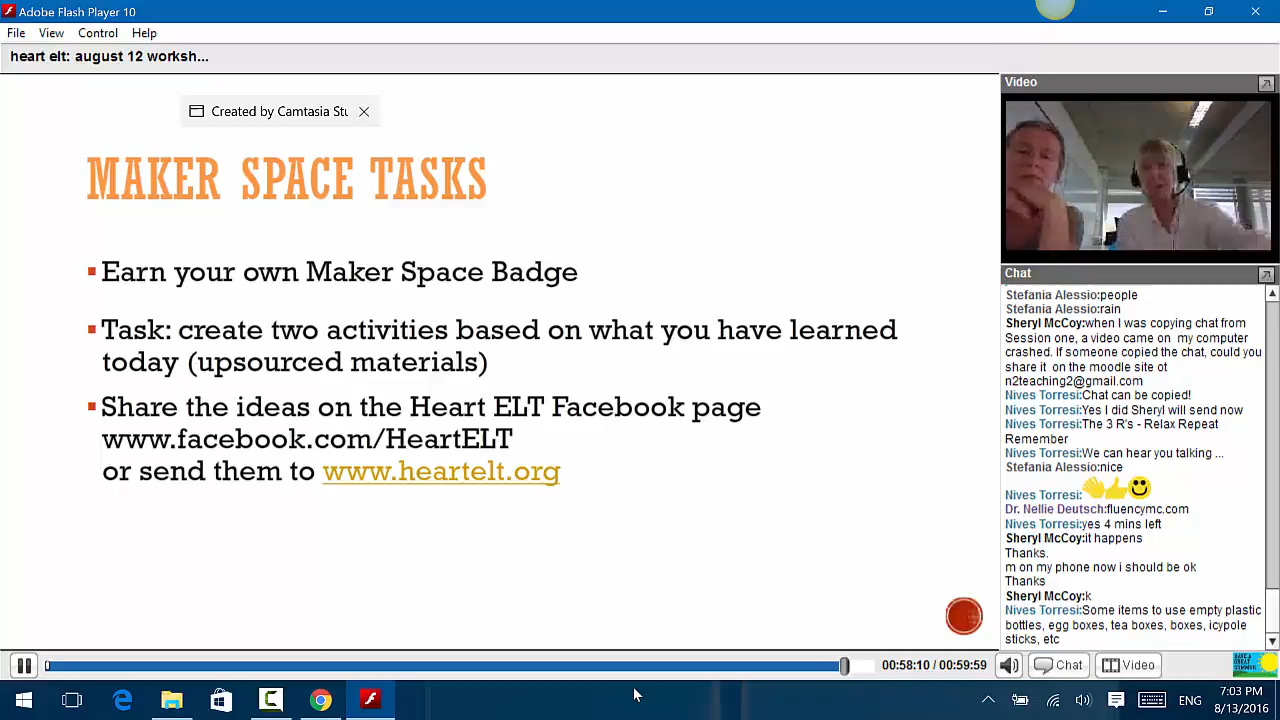 Adobe Flash Player 10
File View Control Help
heart elt: august 12 worksh...
Created by Camtasia Stu
MAKER SPACE TASKS
Earn your own Maker Space Badge
Task: create two activities based on what you have learned
today (upsourced materials)
Share the ideas on the Heart ELT Facebook page
www.facebook.com/HeartELT
or send them to www.heartelt.org
Video
Chat
Stefania Alessio:people
Stefania Alessio:rain
Sheryl McCoy:when I was copying chat from
Session one, a video came on my computer
crashed. If someone copied the chat, could you
share it on the moodle site ot
n2teaching2@gmail.com
Nives Torresi:Chat can be copied!
Nives Torresi:Yes I did Sheryl will send now
Nives Torresi:The 3 R's - Relax Repeat
Remember
Nives Torresi:We can hear you talking ...
Stefania Alessio:nice
Nives Torresi:
Dr. Nellie Deutsch:fluencymc.com
Nives Torresi:yes 4 mins left
Sheryl McCoy:it happens
Thanks.
m on my phone now i should be ok
Thanks
Sheryl McCoy:k
Nives Torresi:Some items to use empty plastic
bottles, egg boxes, tea boxes, boxes, icypole
sticks, etc
00:58:10 / 00:59:59
Chat
Video
HAVE A GREAT SUMMER
ENG
7:03 PM
8/13/2016